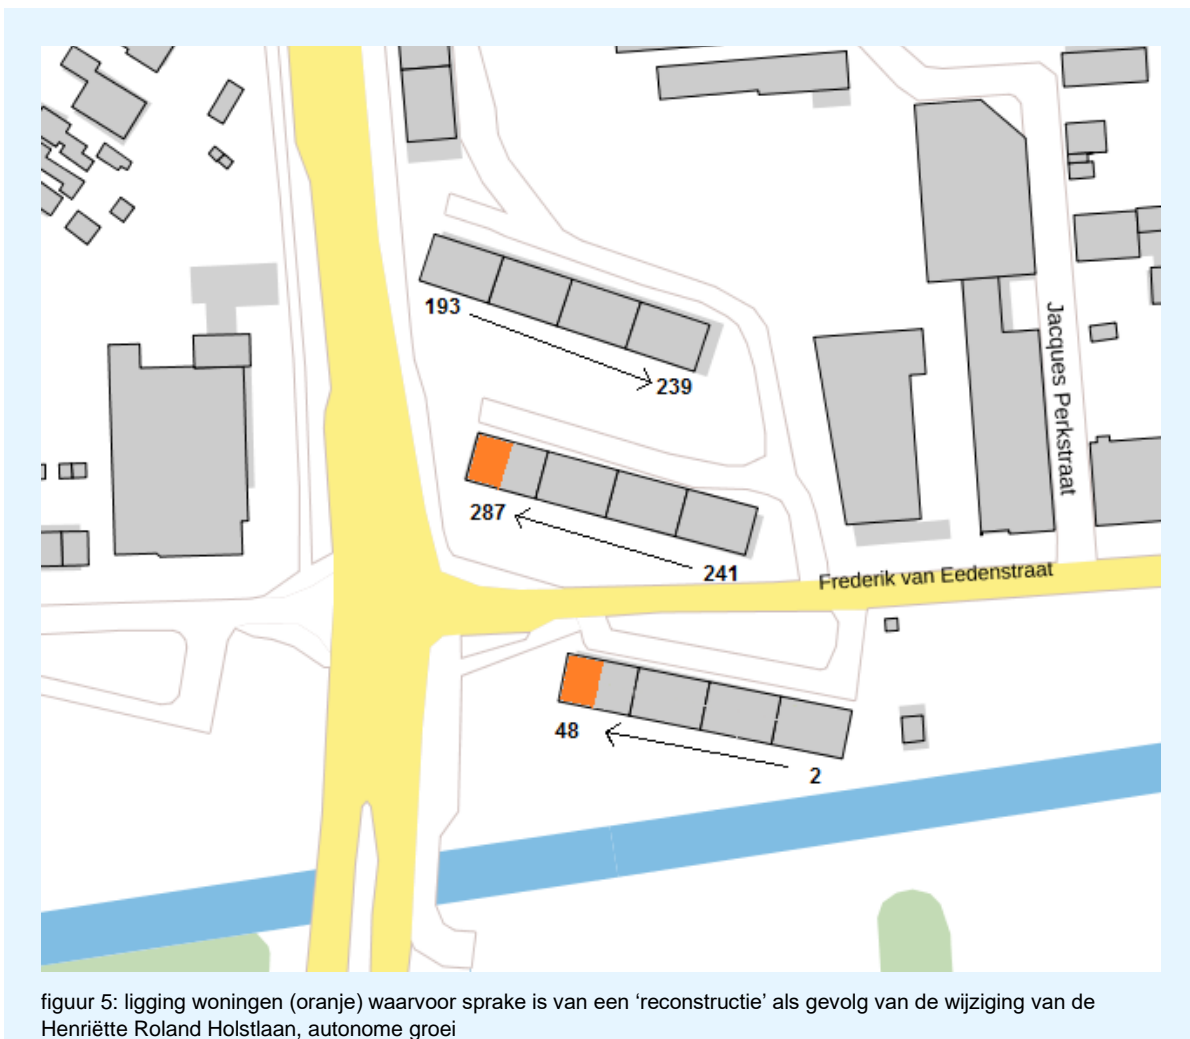 193
239
Jacques Perkstraat
287
241
Frederik van Eedenstraat
48
2
figuur 5: ligging woningen (oranje) waarvoor sprake is van een ‘reconstructie’ als gevolg van de wijziging van de
Henriëtte Roland Holstlaan, autonome groei